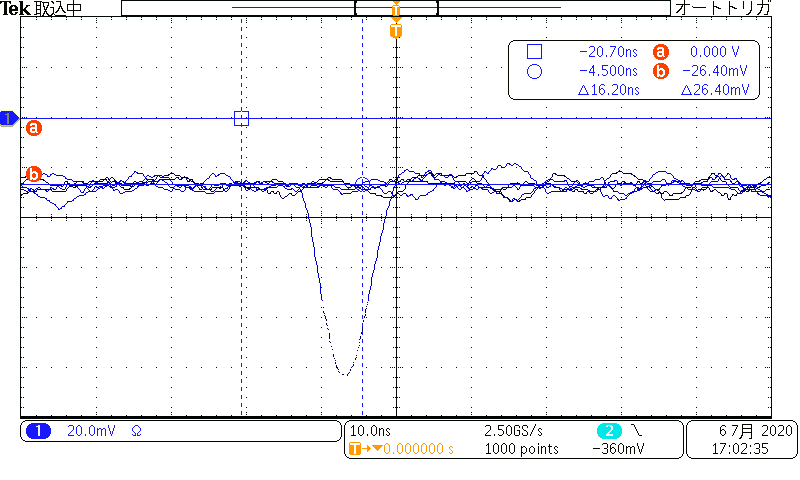 Tek 取込中 T オートトリガ
T
□ -20.70ns a 0.000 V
○ -4.500ns b -26.40mV
△16.20ns △26.40mV
1
a
b
1 20.0mV Ω
10.0ns 2.50GS/s 2 \
T→▼0.000000 s 1000 points -360mV
6 7月 2020
17:02:35